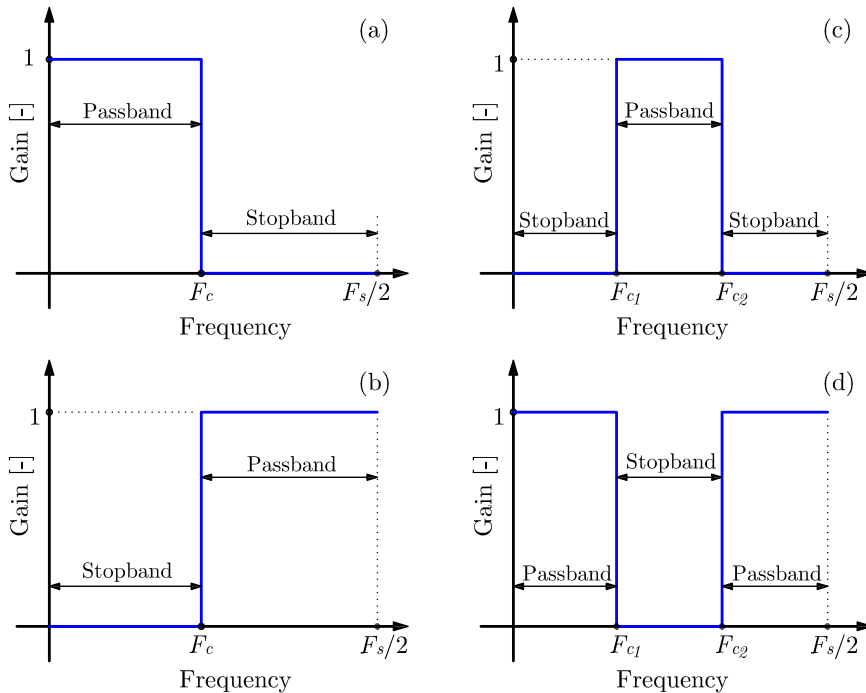 (a)
1
Passband
Gain [-]
Stopband
Fc
Fs/2
Frequency
(c)
1
Passband
Gain [-]
Stopband
Stopband
Fc1
Fc2
Fs/2
Frequency
(b)
1
Passband
Gain [-]
Stopband
Fc
Fs/2
Frequency
(d)
1
Stopband
Gain [-]
Passband
Passband
Fc1
Fc2
Fs/2
Frequency